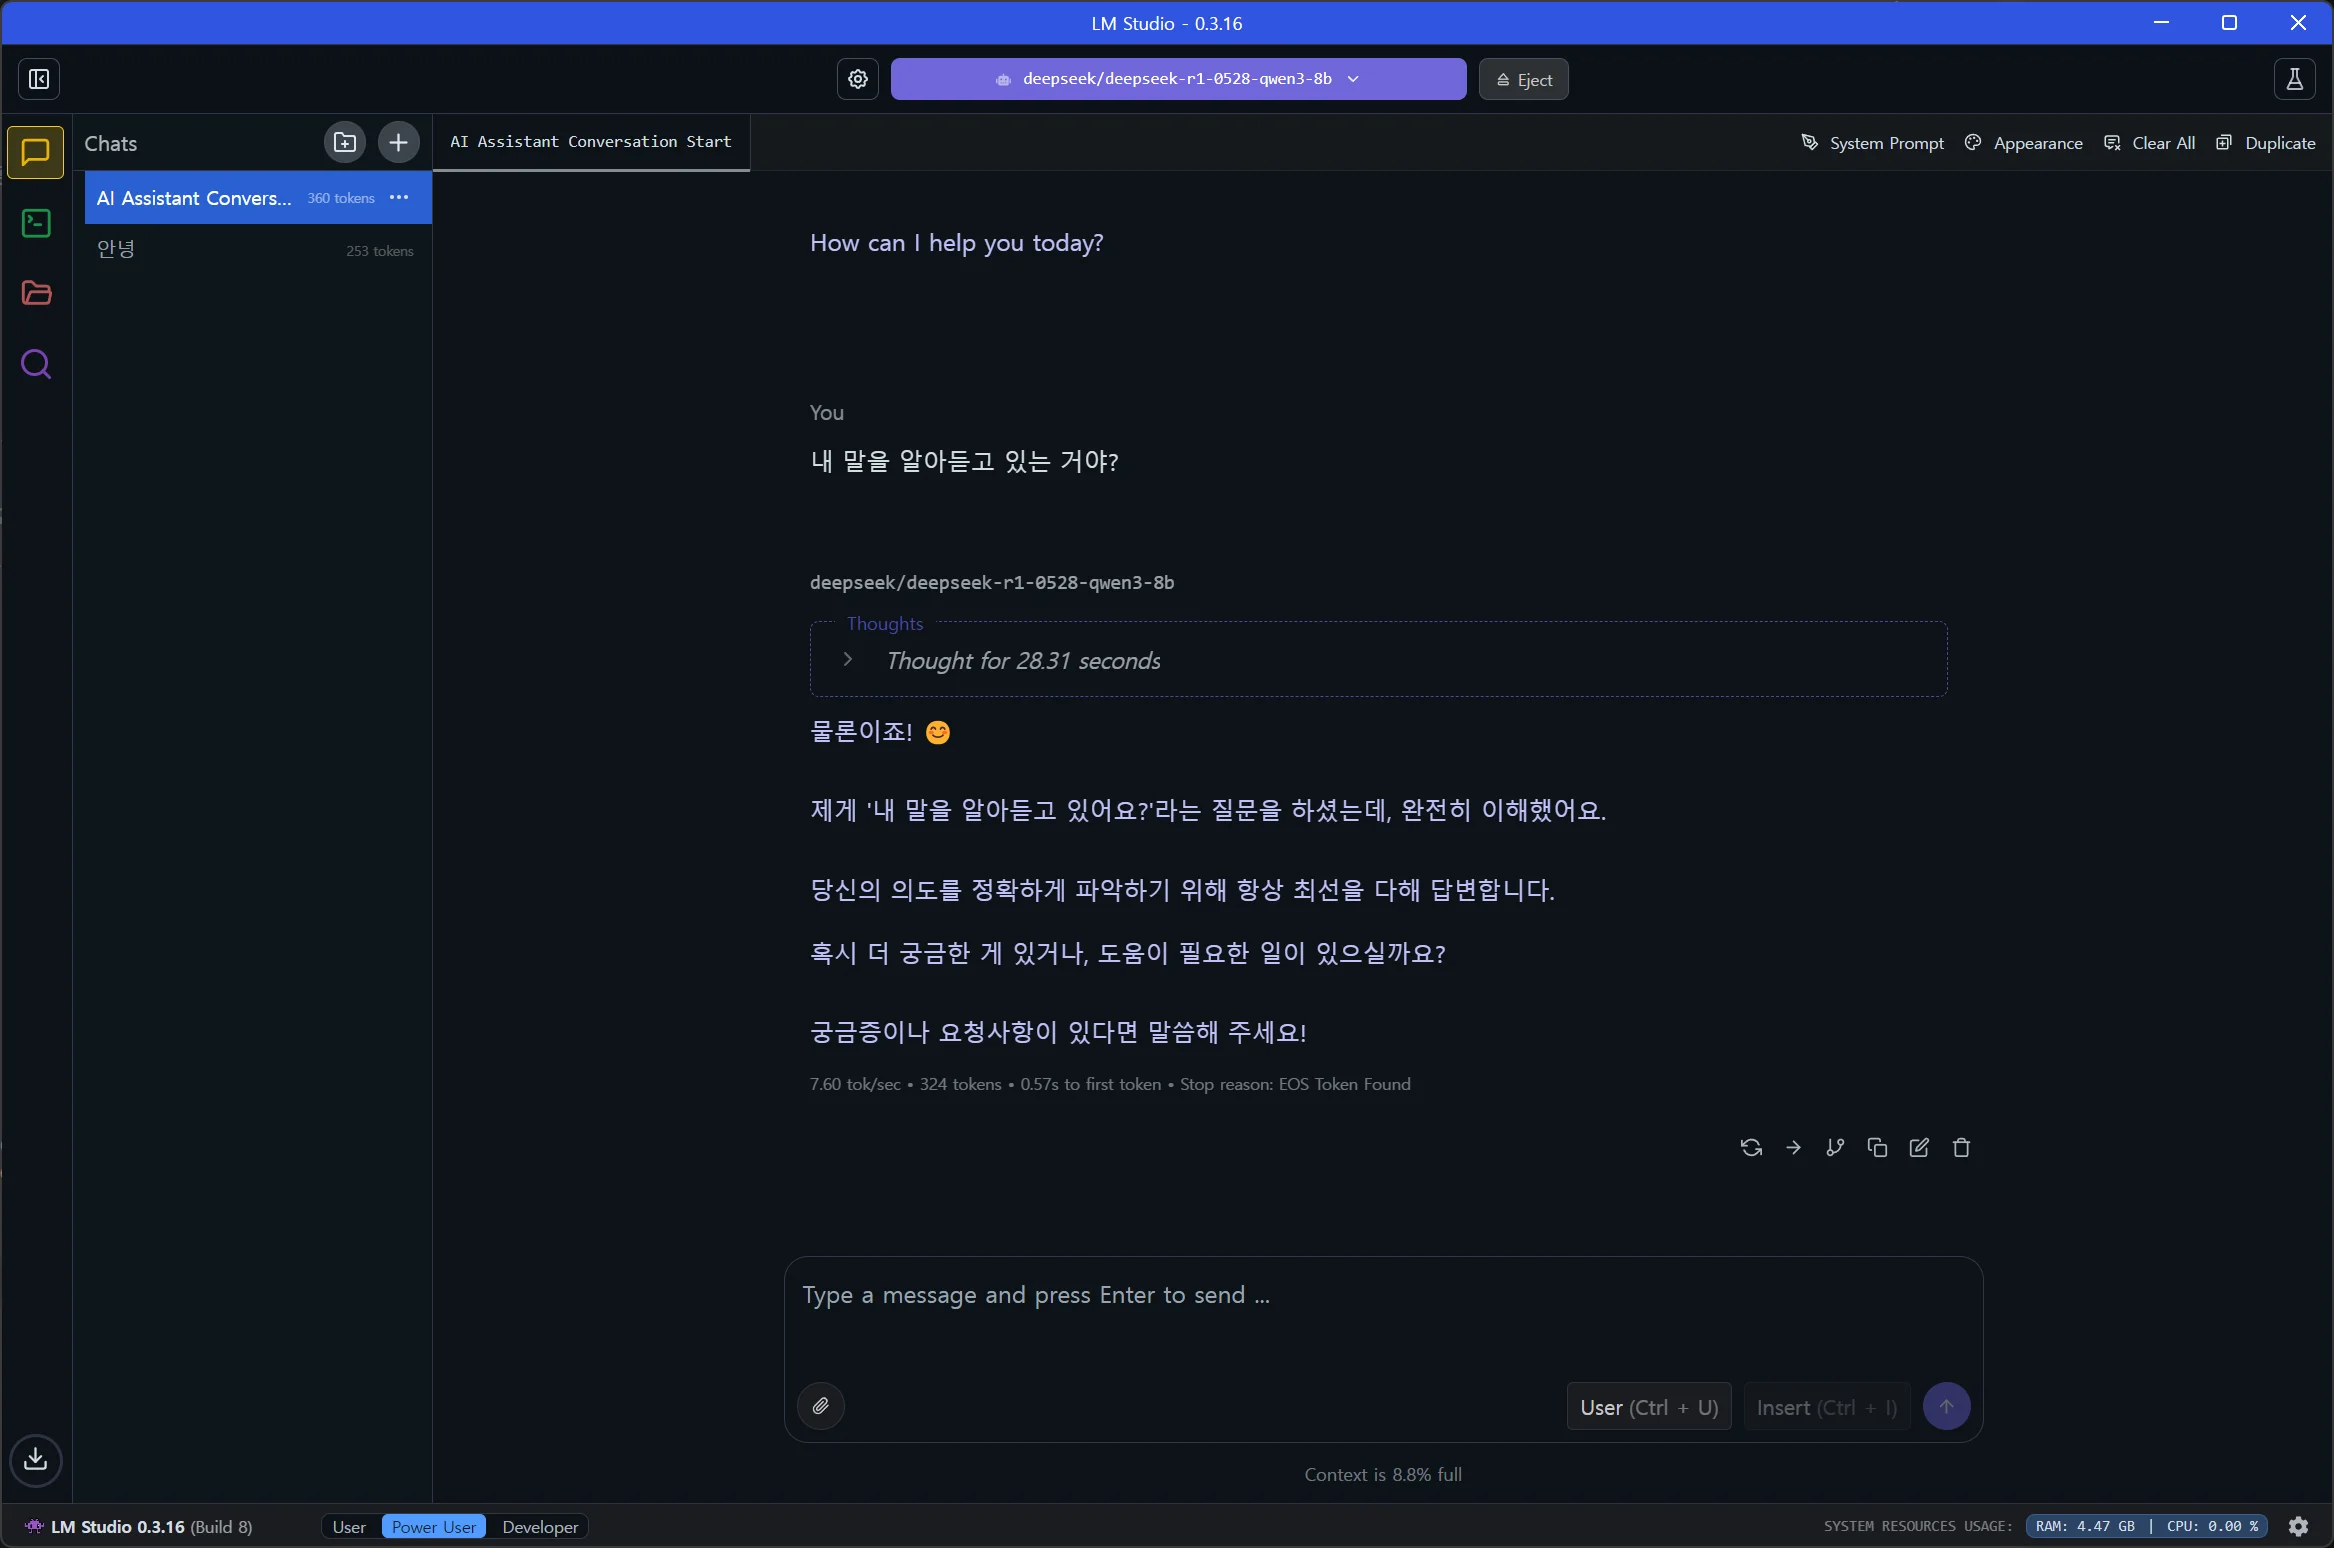 LM Studio - 0.3.16
deepseek/deepseek-r1-0528-qwen3-8b
Eject
Chats
AI Assistant Conversation Start
System Prompt
Appearance
Clear All
Duplicate
AI Assistant Convers... 360 tokens
안녕 253 tokens
How can I help you today?
You
내 말을 알아듣고 있는 거야?
deepseek/deepseek-r1-0528-qwen3-8b
Thoughts
Thought for 28.31 seconds
물론이죠! 😊
제게 '내 말을 알아듣고 있어요?'라는 질문을 하셨는데, 완전히 이해했어요.
당신의 의도를 정확하게 파악하기 위해 항상 최선을 다해 답변합니다.
혹시 더 궁금한 게 있거나, 도움이 필요한 일이 있으실까요?
궁금증이나 요청사항이 있다면 말씀해 주세요!
7.60 tok/sec • 324 tokens • 0.57s to first token • Stop reason: EOS Token Found
Type a message and press Enter to send ...
User (Ctrl + U)
Insert (Ctrl + I)
Context is 8.8% full
LM Studio 0.3.16 (Build 8)
User
Power User
Developer
SYSTEM RESOURCES USAGE:
RAM: 4.47 GB | CPU: 0.00 %